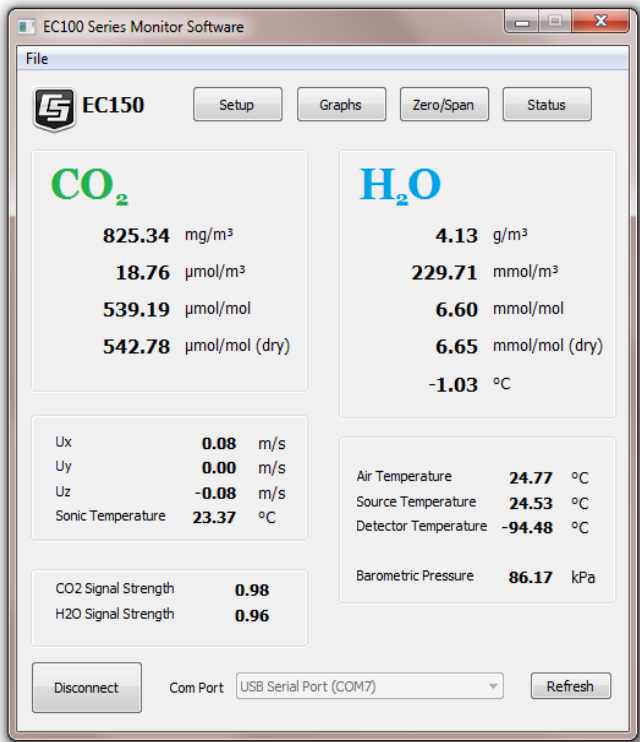 EC100 Series Monitor Software
File
EC150
Setup
Graphs
Zero/Span
Status
CO₂
825.34 mg/m³
18.76 µmol/m³
539.19 µmol/mol
542.78 µmol/mol (dry)
H₂O
4.13 g/m³
229.71 mmol/m³
6.60 mmol/mol
6.65 mmol/mol (dry)
-1.03 ºC
Ux 0.08 m/s
Uy 0.00 m/s
Uz -0.08 m/s
Sonic Temperature 23.37 ºC
Air Temperature 24.77 ºC
Source Temperature 24.53 ºC
Detector Temperature -94.48 ºC
Barometric Pressure 86.17 kPa
CO2 Signal Strength 0.98
H2O Signal Strength 0.96
Disconnect
Com Port
USB Serial Port (COM7)
Refresh